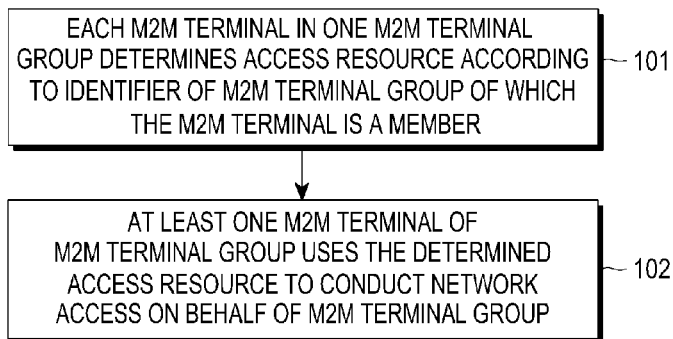 EACH M2M TERMINAL IN ONE M2M TERMINAL
GROUP DETERMINES ACCESS RESOURCE ACCORDING
TO IDENTIFIER OF M2M TERMINAL GROUP OF WHICH
THE M2M TERMINAL IS A MEMBER
101
AT LEAST ONE M2M TERMINAL OF
M2M TERMINAL GROUP USES THE DETERMINED
ACCESS RESOURCE TO CONDUCT NETWORK
ACCESS ON BEHALF OF M2M TERMINAL GROUP
102